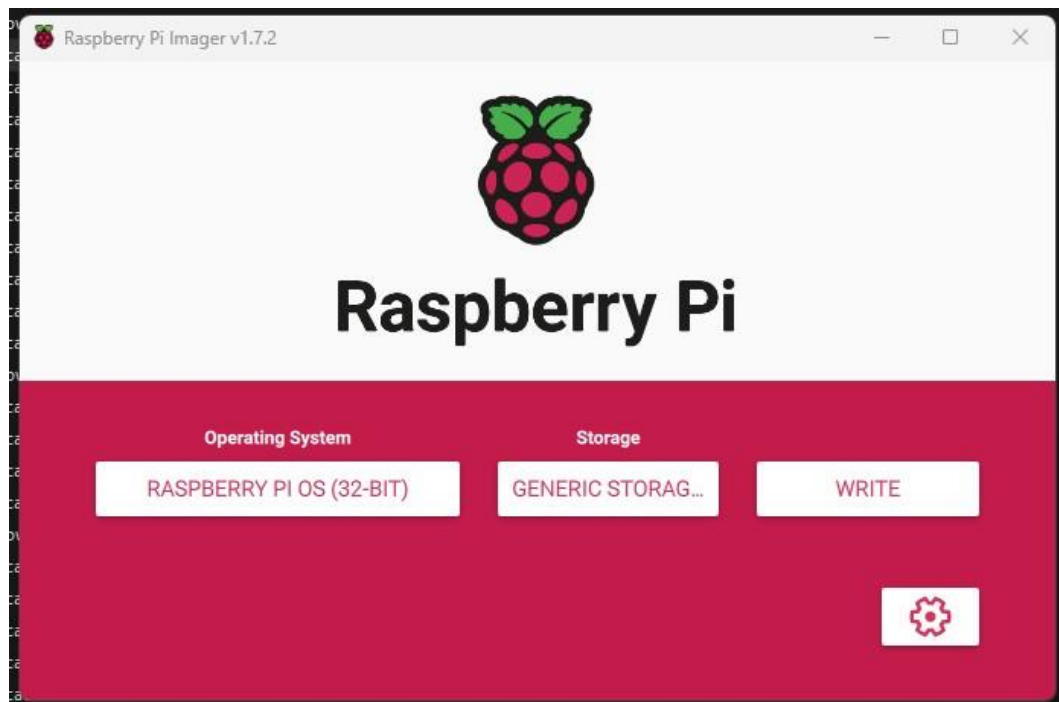 Raspberry Pi Imager v1.7.2
Raspberry Pi
Operating System
Storage
RASPBERRY PI OS (32-BIT)
GENERIC STORAG...
WRITE